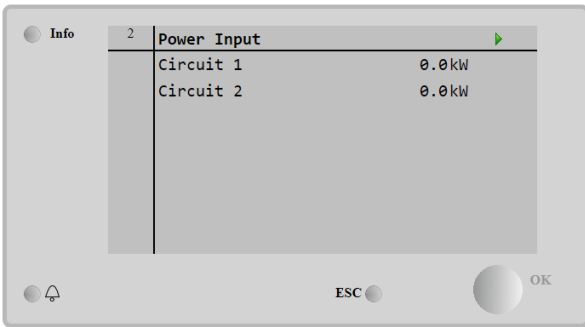 Info
2 Power Input
Circuit 1 0.0kW
Circuit 2 0.0kW
ESC
OK